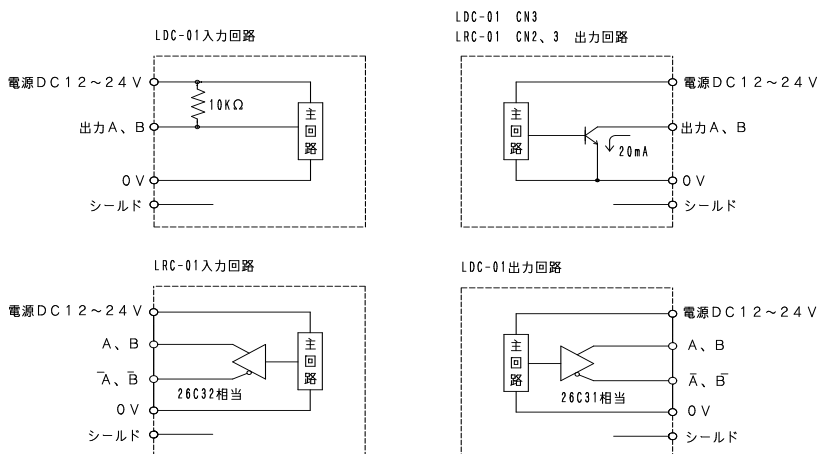 LDC-01入力回路
電源DC12～24V
10KΩ
出力A、B
主回路
0V
シールド
LDC-01 CN3
LRC-01 CN2、3 出力回路
電源DC12～24V
主回路
出力A、B
20mA
0V
シールド
LRC-01入力回路
電源DC12～24V
A、B
主回路
A̅、B̅
26C32相当
0V
シールド
LDC-01出力回路
電源DC12～24V
主回路
A、B
A̅、B̅
26C31相当
0V
シールド